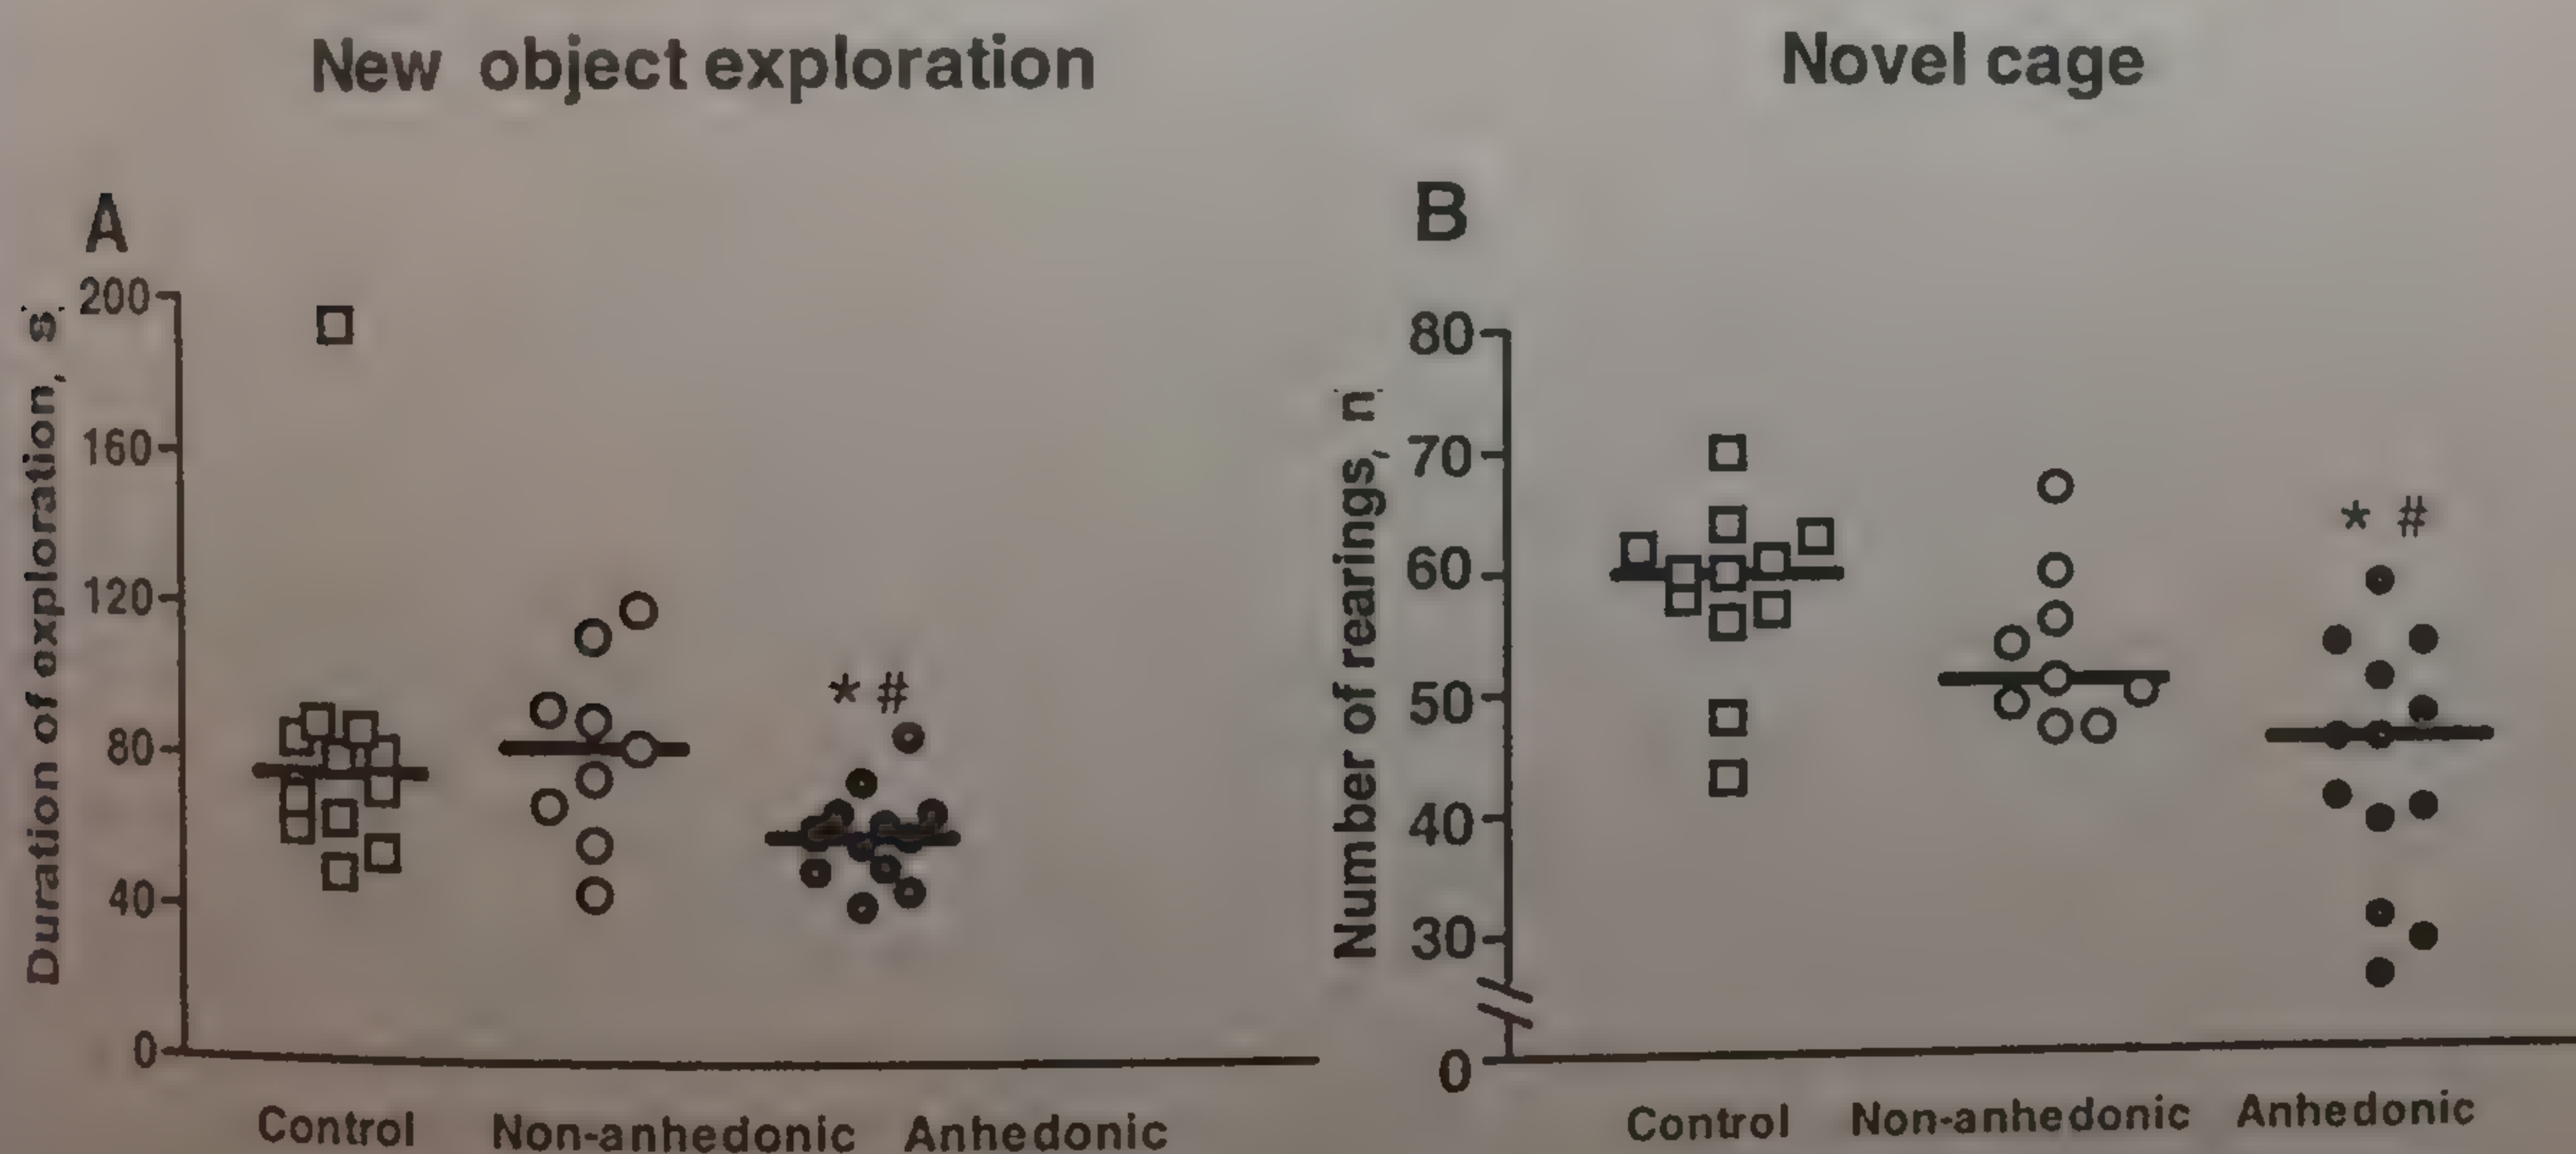 New object exploration
Novel cage
A
Duration of exploration, s
200
160
120
80
40
0
* #
Control Non-anhedonic Anhedonic
B
Number of rearings, n
80
70
60
50
40
30
0
* #
Control Non-anhedonic Anhedonic